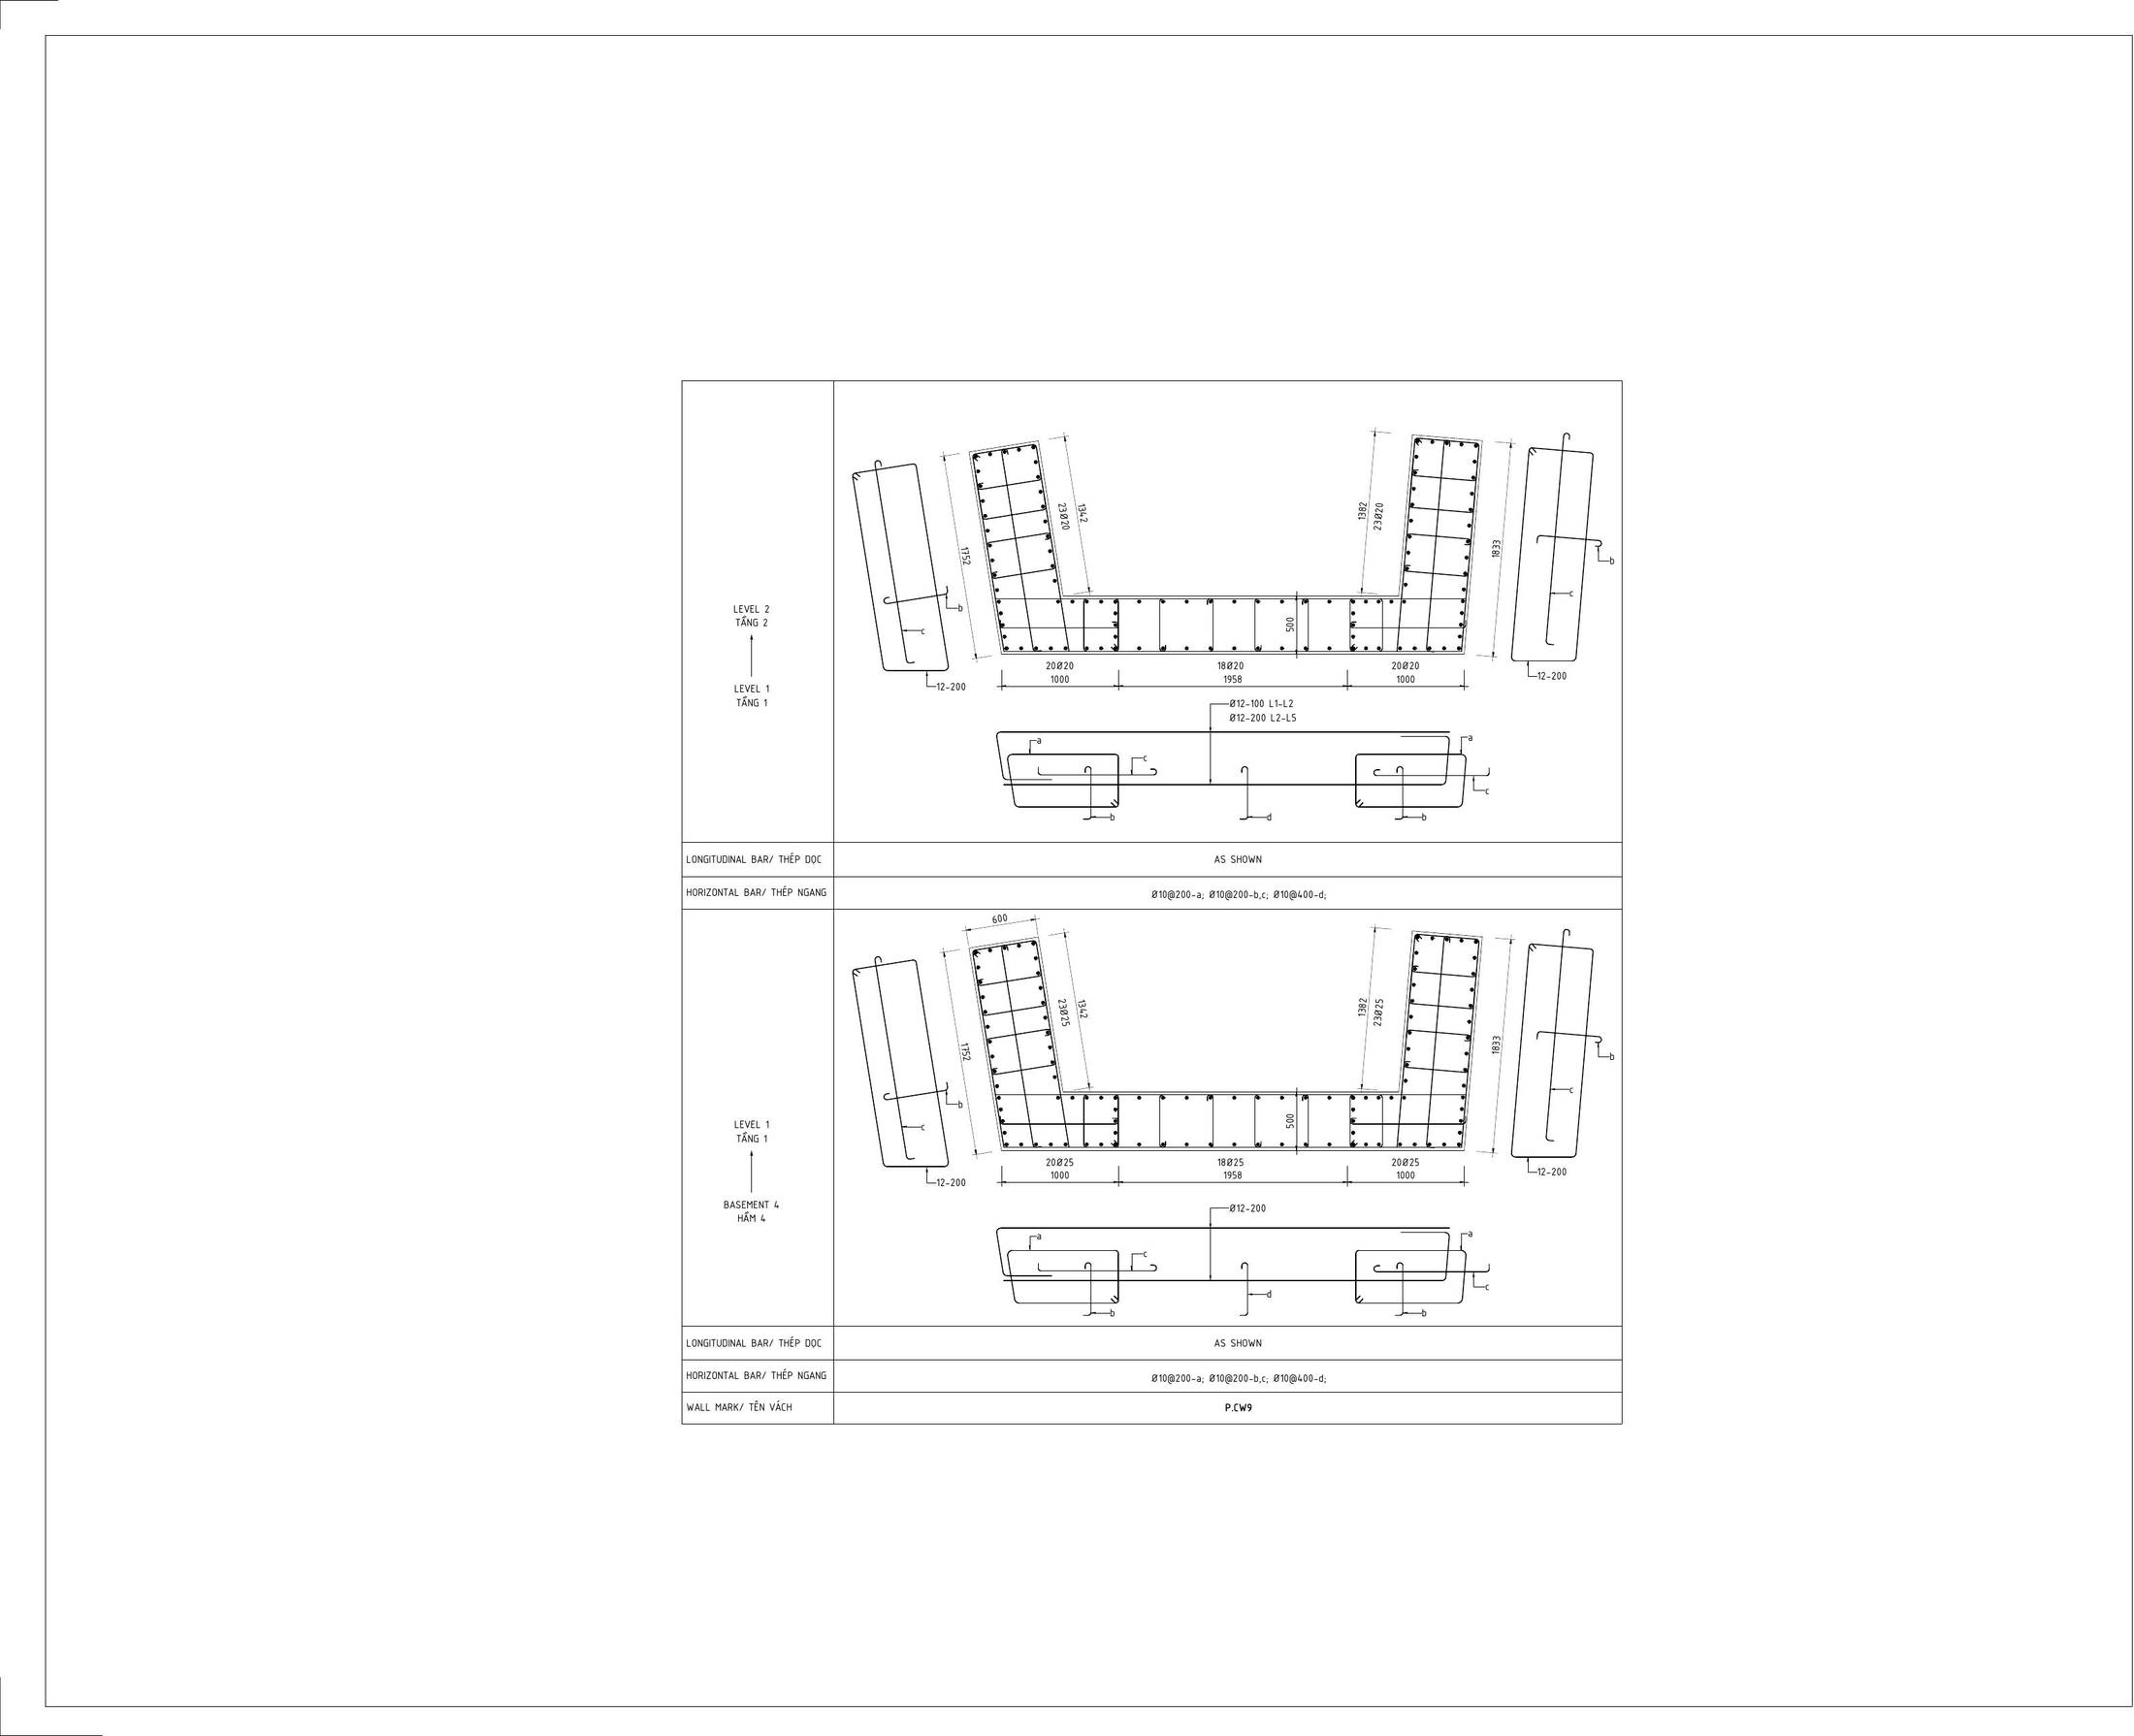 1342
23Ø20
1752
1382
23Ø20
1833
b
b
c
c
500
12-200
12-200
20Ø20
18Ø20
20Ø20
1000
1958
1000
LEVEL 2
TẦNG 2
LEVEL 1
TẦNG 1
Ø12-100 L1-L2
Ø12-200 L2-L5
a
a
c
c
b
d
b
LONGITUDINAL BAR/ THÉP DỌC
AS SHOWN
HORIZONTAL BAR/ THÉP NGANG
Ø10@200-a; Ø10@200-b,c; Ø10@400-d;
600
1342
23Ø25
1752
1382
23Ø25
1833
b
b
c
c
500
12-200
12-200
20Ø25
18Ø25
20Ø25
1000
1958
1000
LEVEL 1
TẦNG 1
BASEMENT 4
HẦM 4
Ø12-200
a
a
c
c
d
b
b
LONGITUDINAL BAR/ THÉP DỌC
AS SHOWN
HORIZONTAL BAR/ THÉP NGANG
Ø10@200-a; Ø10@200-b,c; Ø10@400-d;
WALL MARK/ TÊN VÁCH
P.CW9